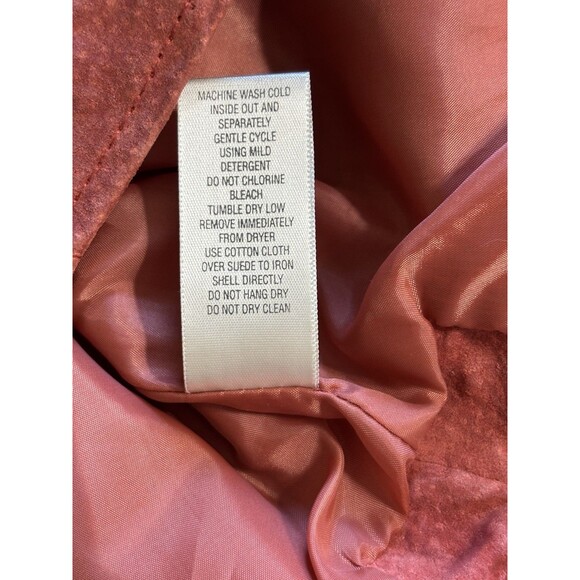 MACHINE WASH COLD
INSIDE OUT AND
SEPARATELY
GENTLE CYCLE
USING MILD
DETERGENT
DO NOT CHLORINE
BLEACH
TUMBLE DRY LOW
REMOVE IMMEDIATELY
FROM DRYER
USE COTTON CLOTH
OVER SUEDE TO IRON
SHELL DIRECTLY
DO NOT HANG DRY
DO NOT DRY CLEAN